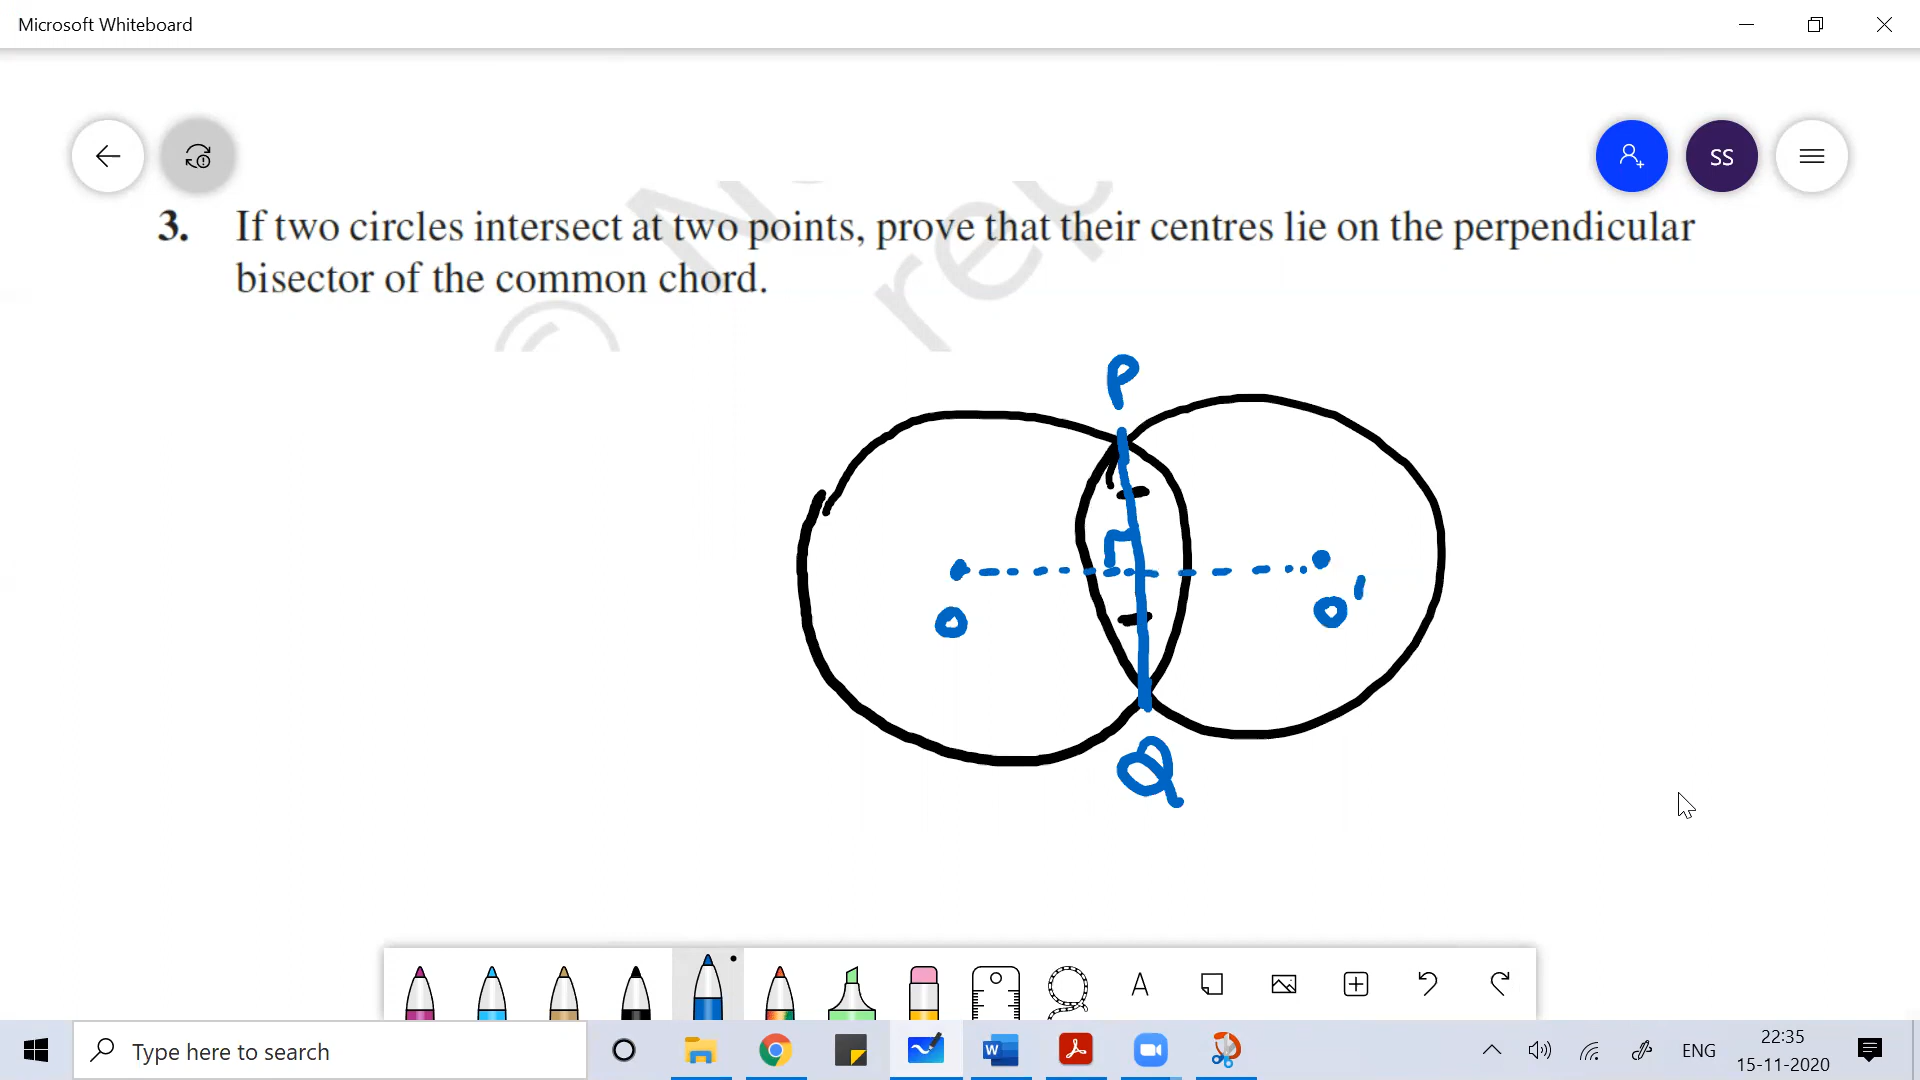 Microsoft Whiteboard
SS
3. If two circles intersect at two points, prove that their centres lie on the perpendicular
bisector of the common chord.
P
O
O'
Q
A
Type here to search
W
ENG
22:35
15-11-2020